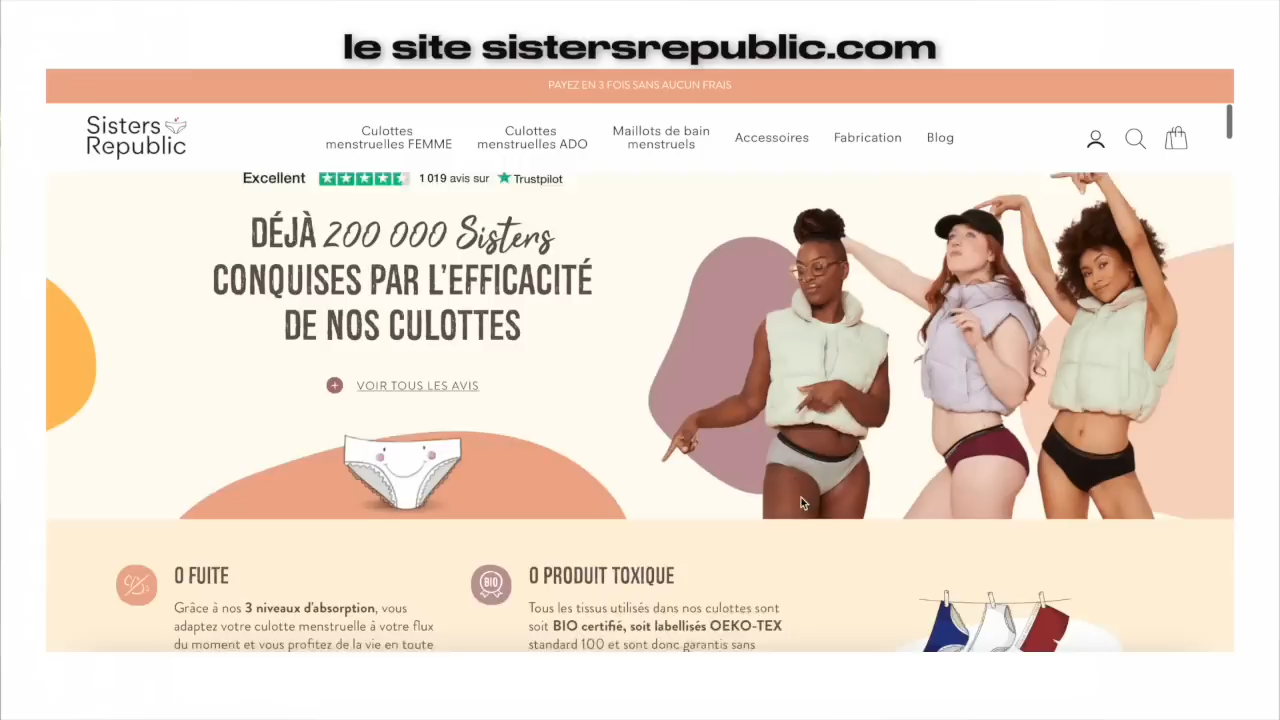 le site sistersrepublic.com
PAYEZ EN 3 FOIS SANS AUCUN FRAIS
Sisters
Republic
Culottes
menstruelles FEMME
Culottes
menstruelles ADO
Maillots de bain
menstruels
Accessoires
Fabrication
Blog
Excellent
1 019 avis sur
Trustpilot
DÉJÀ 200 000 Sisters
CONQUISES PAR L'EFFICACITÉ
DE NOS CULOTTES
VOIR TOUS LES AVIS
0 FUITE
Grâce à nos 3 niveaux d'absorption, vous
adaptez votre culotte menstruelle à votre flux
du moment et vous profitez de la vie en toute
BIO
0 PRODUIT TOXIQUE
Tous les tissus utilisés dans nos culottes sont
soit BIO certifié, soit labellisés OEKO-TEX
standard 100 et sont donc garantis sans